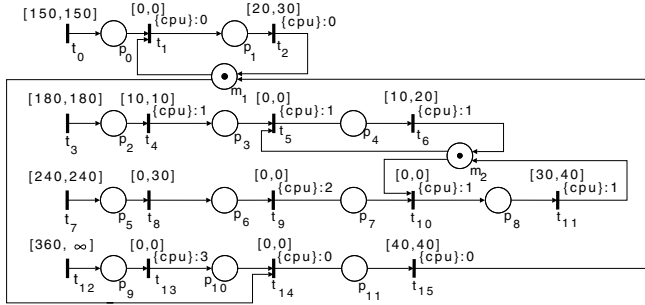 [150,150] [0,0] {cpu}:0 [20,30] {cpu}:0
t0 p0 t1 p1 t2
m1
[180,180] [10,10] {cpu}:1 [0,0] {cpu}:1 [10,20] {cpu}:1
t3 p2 t4 p3 t5 p4 t6
m2
[240,240] [0,30] [0,0] {cpu}:2 [0,0] {cpu}:1 [30,40] {cpu}:1
t7 p5 t8 p6 t9 p7 t10 p8 t11
[360, ∞] [0,0] {cpu}:3 [0,0] {cpu}:0 [40,40] {cpu}:0
t12 p9 t13 p10 t14 p11 t15